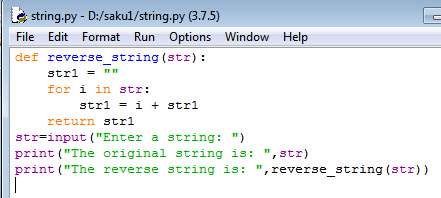 string.py - D:/saku1/string.py (3.7.5)
File Edit Format Run Options Window Help
def reverse_string(str):
    str1 = ""
    for i in str:
        str1 = i + str1
    return str1
str=input("Enter a string: ")
print("The original string is: ",str)
print("The reverse string is: ",reverse_string(str))